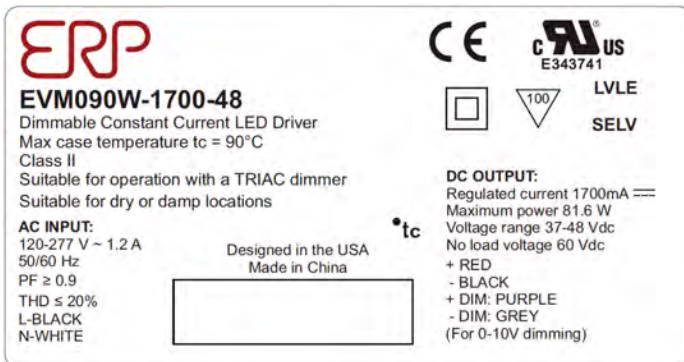 ERP
EVM090W-1700-48
Dimmable Constant Current LED Driver
Max case temperature tc = 90°C
Class II
Suitable for operation with a TRIAC dimmer
Suitable for dry or damp locations
AC INPUT:
120-277 V ~ 1.2 A
50/60 Hz
PF ≥ 0.9
THD ≤ 20%
L-BLACK
N-WHITE
Designed in the USA
Made in China
•tc
CE
c RU US
E343741
100
LVLE
SELV
DC OUTPUT:
Regulated current 1700mA ⎓
Maximum power 81.6 W
Voltage range 37-48 Vdc
No load voltage 60 Vdc
+ RED
- BLACK
+ DIM: PURPLE
- DIM: GREY
(For 0-10V dimming)